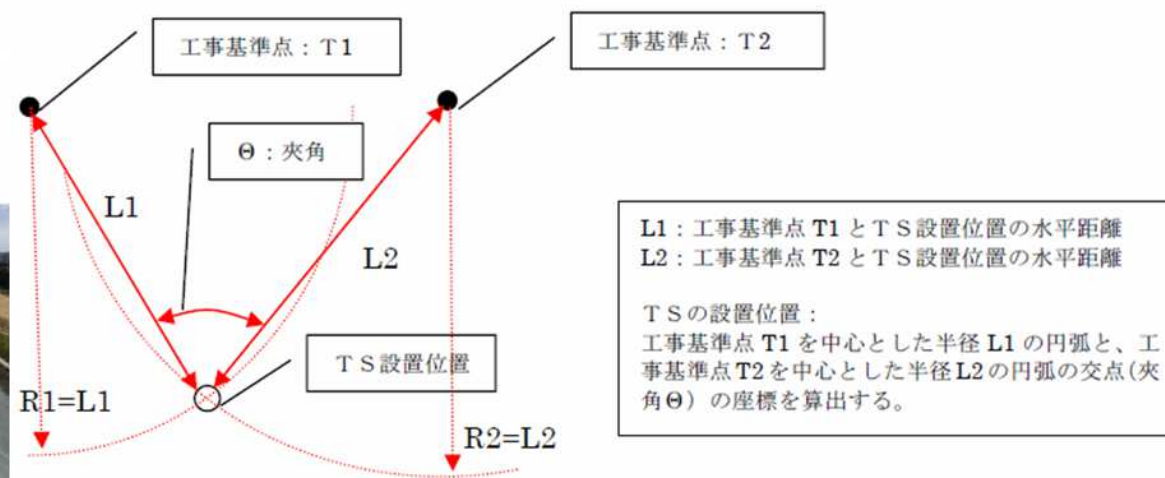 工事基準点：T1
工事基準点：T2
Θ：夾角
L1
L2
L1：工事基準点 T1 とＴＳ設置位置の水平距離
L2：工事基準点 T2 とＴＳ設置位置の水平距離
ＴＳの設置位置：
工事基準点 T1 を中心とした半径 L1 の円弧と、工
事基準点T2を中心とした半径L2の円弧の交点(夾
角Θ）の座標を算出する。
ＴＳ設置位置
R1=L1
R2=L2